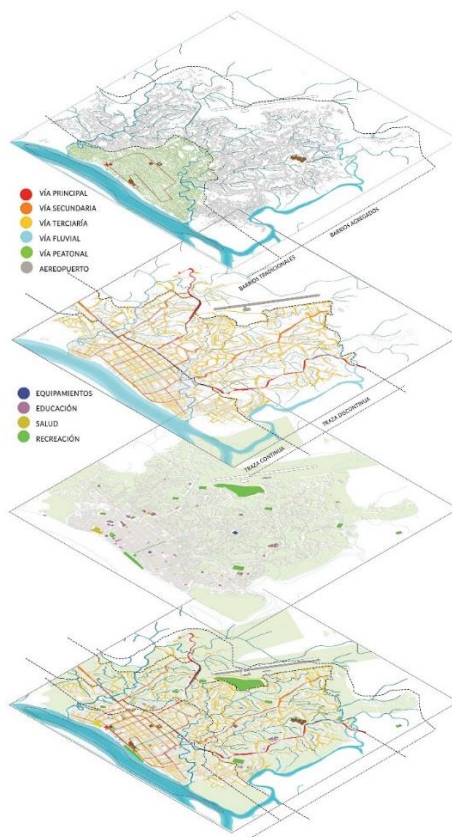 BARRIOS AGREGADOS
VÍA PRINCIPAL
VÍA SECUNDARIA
VÍA TERCIARÍA
VÍA FLUVIAL
VÍA PEATONAL
AEREOPUERTO
BARRIOS TRADICIONALES
EQUIPAMIENTOS
EDUCACIÓN
SALUD
RECREACIÓN
TRAZA DISCONTINUA
TRAZA CONTINUA